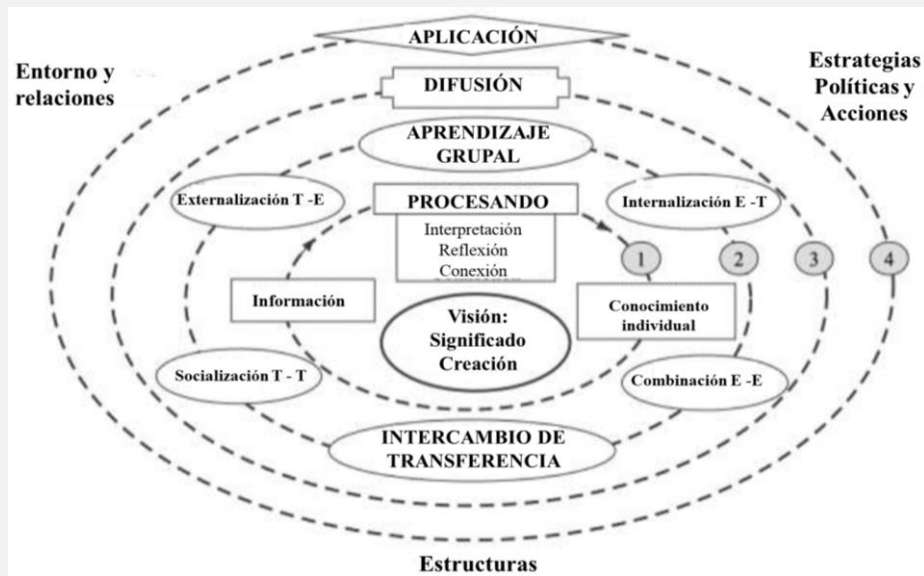 APLICACIÓN
Entorno y
relaciones
Estrategias
Políticas y
Acciones
DIFUSIÓN
APRENDIZAJE
GRUPAL
Externalización T -E
PROCESANDO
Internalización E -T
Interpretación
Reflexión
Conexión
1
2
3
4
Información
Visión:
Significado
Creación
Conocimiento
individual
Socialización T - T
Combinación E -E
INTERCAMBIO DE
TRANSFERENCIA
Estructuras